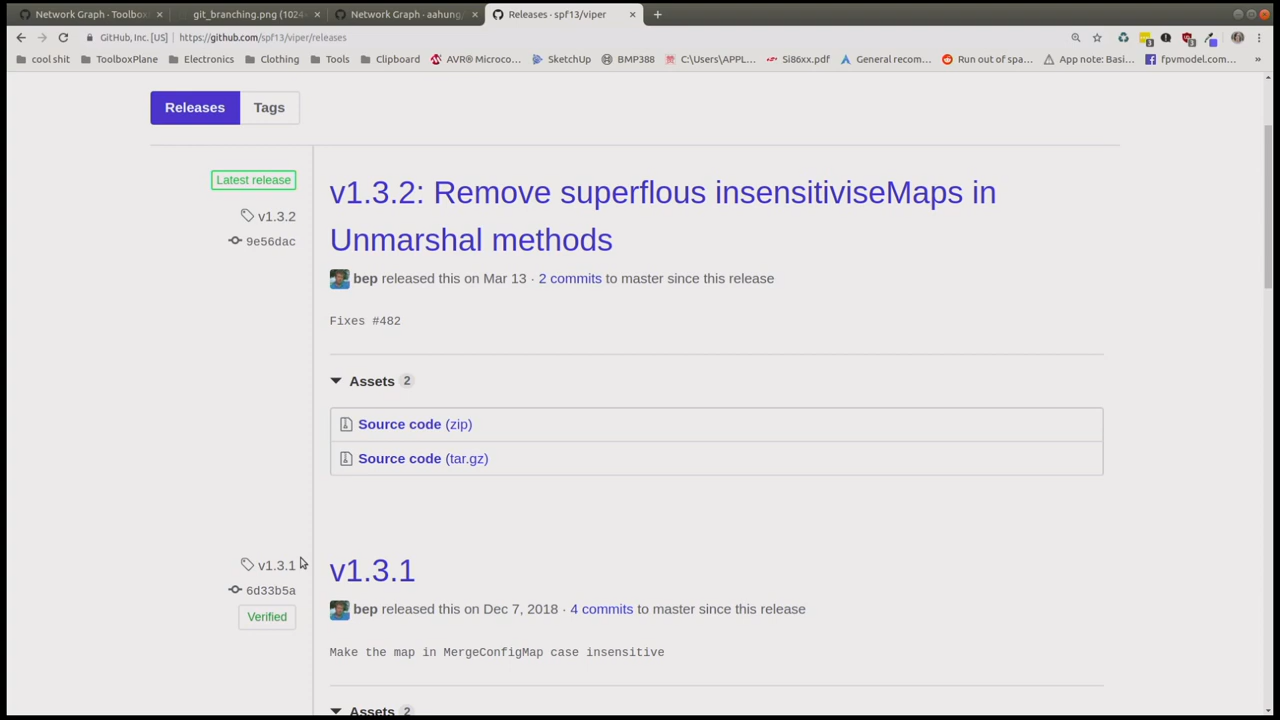 Network Graph · Toolbox
git_branching.png (1024×
Network Graph · aahung/
Releases · spf13/viper
GitHub, Inc. [US]
https://github.com/spf13/viper/releases
cool shit
ToolboxPlane
Electronics
Clothing
Tools
Clipboard
AVR® Microco...
SketchUp
BMP388
C:\Users\APPL...
Si86xx.pdf
General recom...
Run out of spa...
App note: Basi...
fpvmodel.com...
»
Releases
Tags
Latest release
v1.3.2
9e56dac
v1.3.2: Remove superflous insensitiviseMaps in
Unmarshal methods
bep released this on Mar 13 · 2 commits to master since this release
Fixes #482
Assets 2
Source code (zip)
Source code (tar.gz)
v1.3.1
6d33b5a
Verified
v1.3.1
bep released this on Dec 7, 2018 · 4 commits to master since this release
Make the map in MergeConfigMap case insensitive
Assets 2